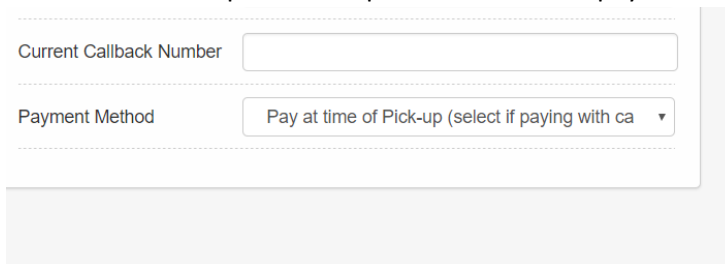 Current Callback Number
Payment Method
Pay at time of Pick-up (select if paying with ca